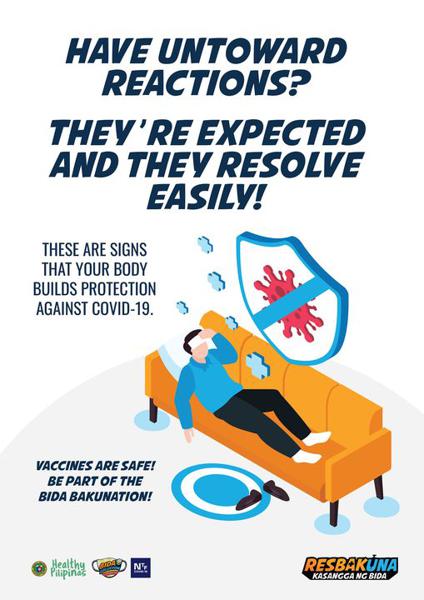 HAVE UNTOWARD
REACTIONS?
THEY'RE EXPECTED
AND THEY RESOLVE
EASILY!
THESE ARE SIGNS
THAT YOUR BODY
BUILDS PROTECTION
AGAINST COVID-19.
VACCINES ARE SAFE!
BE PART OF THE
BIDA BAKUNATION!
Healthy
Pilipinas
BIDA
RESBAKUNA
KASANGGA NG BIDA